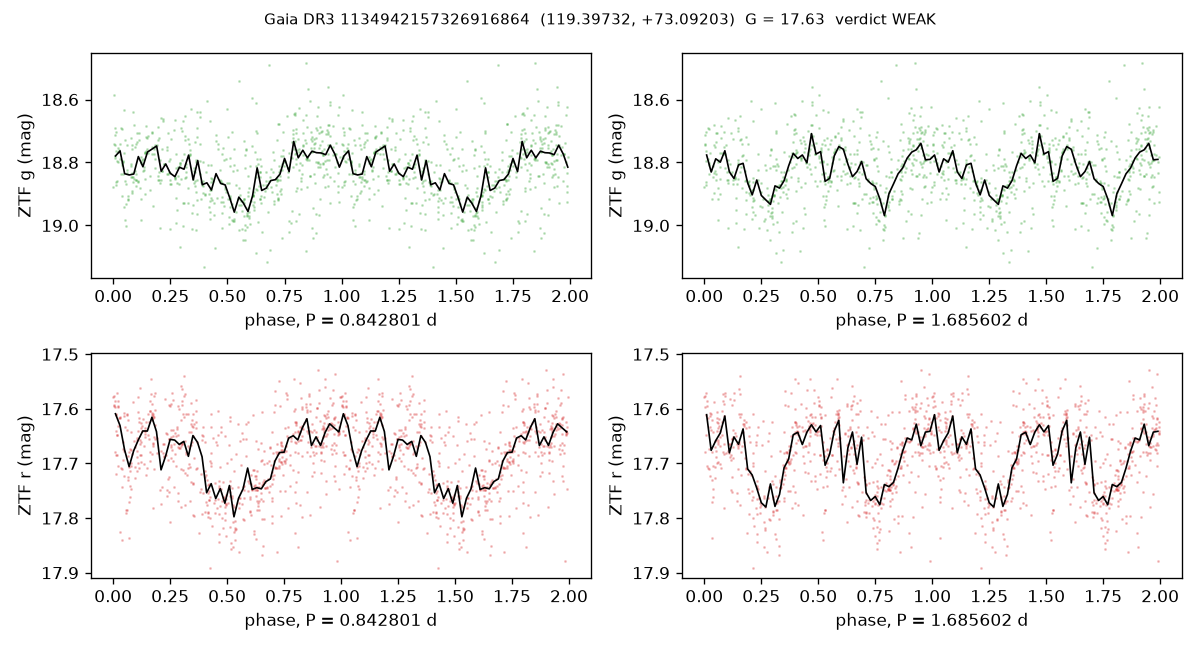 Gaia DR3 1134942157326916864  (119.39732, +73.09203)  G = 17.63  verdict WEAK
ZTF g (mag)
18.6
18.8
19.0
0.00 0.25 0.50 0.75 1.00 1.25 1.50 1.75 2.00
phase, P = 0.842801 d
ZTF g (mag)
18.6
18.8
19.0
0.00 0.25 0.50 0.75 1.00 1.25 1.50 1.75 2.00
phase, P = 1.685602 d
ZTF r (mag)
17.5
17.6
17.7
17.8
17.9
0.00 0.25 0.50 0.75 1.00 1.25 1.50 1.75 2.00
phase, P = 0.842801 d
ZTF r (mag)
17.5
17.6
17.7
17.8
17.9
0.00 0.25 0.50 0.75 1.00 1.25 1.50 1.75 2.00
phase, P = 1.685602 d